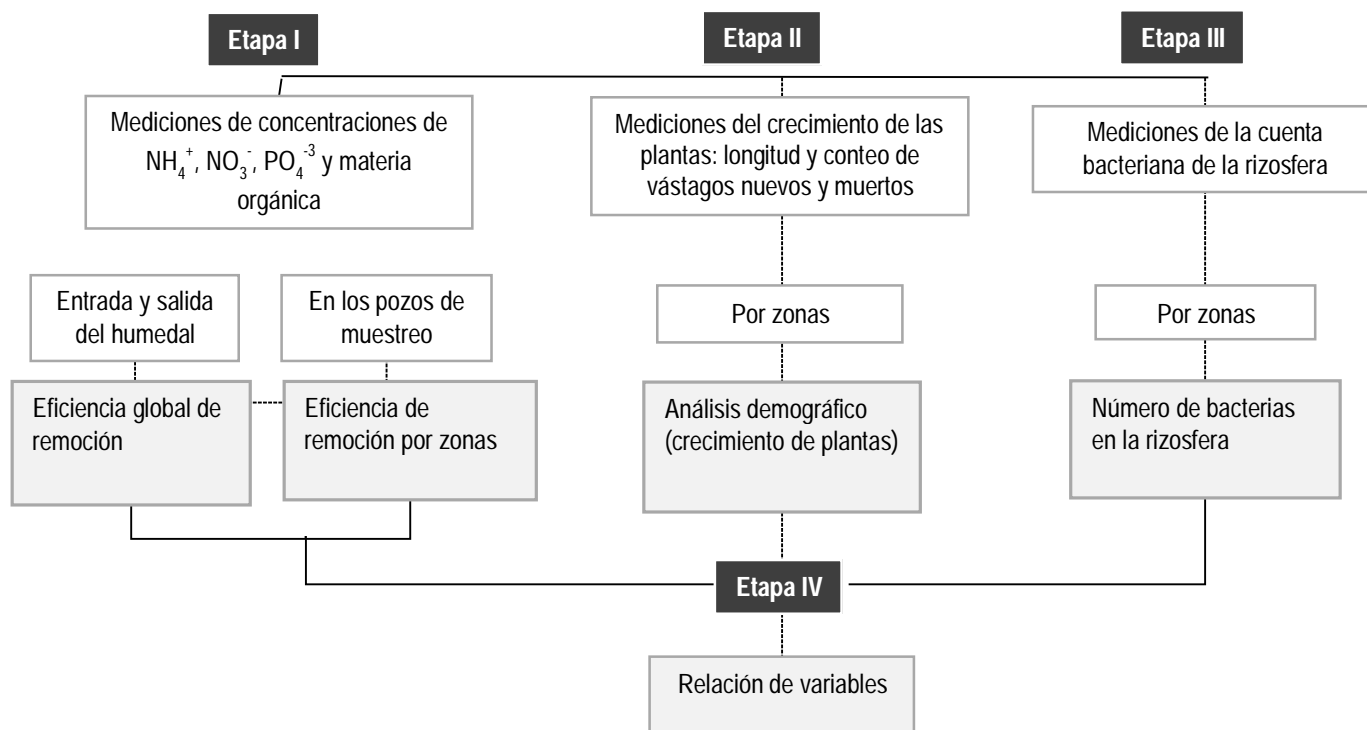 Etapa I
Etapa II
Etapa III
Mediciones de concentraciones de
NH₄⁺, NO₃⁻, PO₄⁻³ y materia
orgánica
Mediciones del crecimiento de las
plantas: longitud y conteo de
vástagos nuevos y muertos
Mediciones de la cuenta
bacteriana de la rizosfera
Entrada y salida
del humedal
En los pozos de
muestreo
Por zonas
Por zonas
Eficiencia global de
remoción
Eficiencia de
remoción por zonas
Análisis demográfico
(crecimiento de plantas)
Número de bacterias
en la rizosfera
Etapa IV
Relación de variables